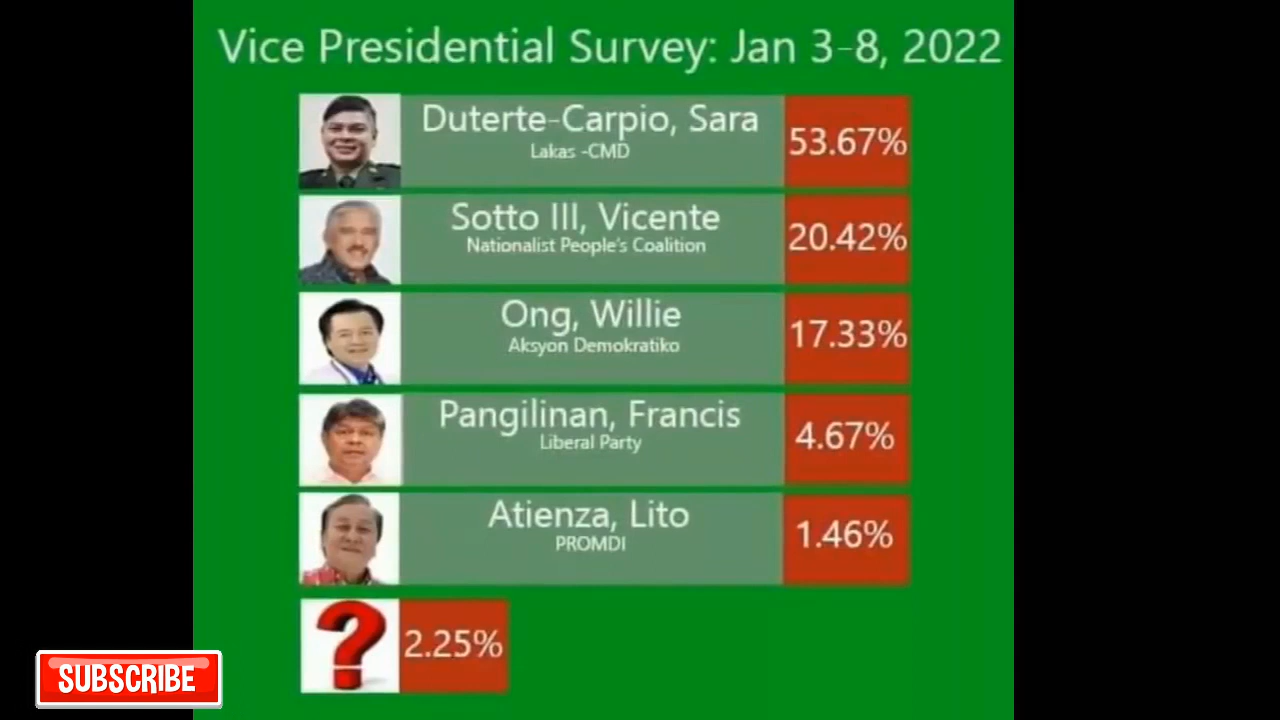 Vice Presidential Survey: Jan 3-8, 2022
Duterte-Carpio, Sara
Lakas -CMD
53.67%
Sotto III, Vicente
Nationalist People's Coalition
20.42%
Ong, Willie
Aksyon Demokratiko
17.33%
Pangilinan, Francis
Liberal Party
4.67%
Atienza, Lito
PROMDI
1.46%
?
2.25%
SUBSCRIBE